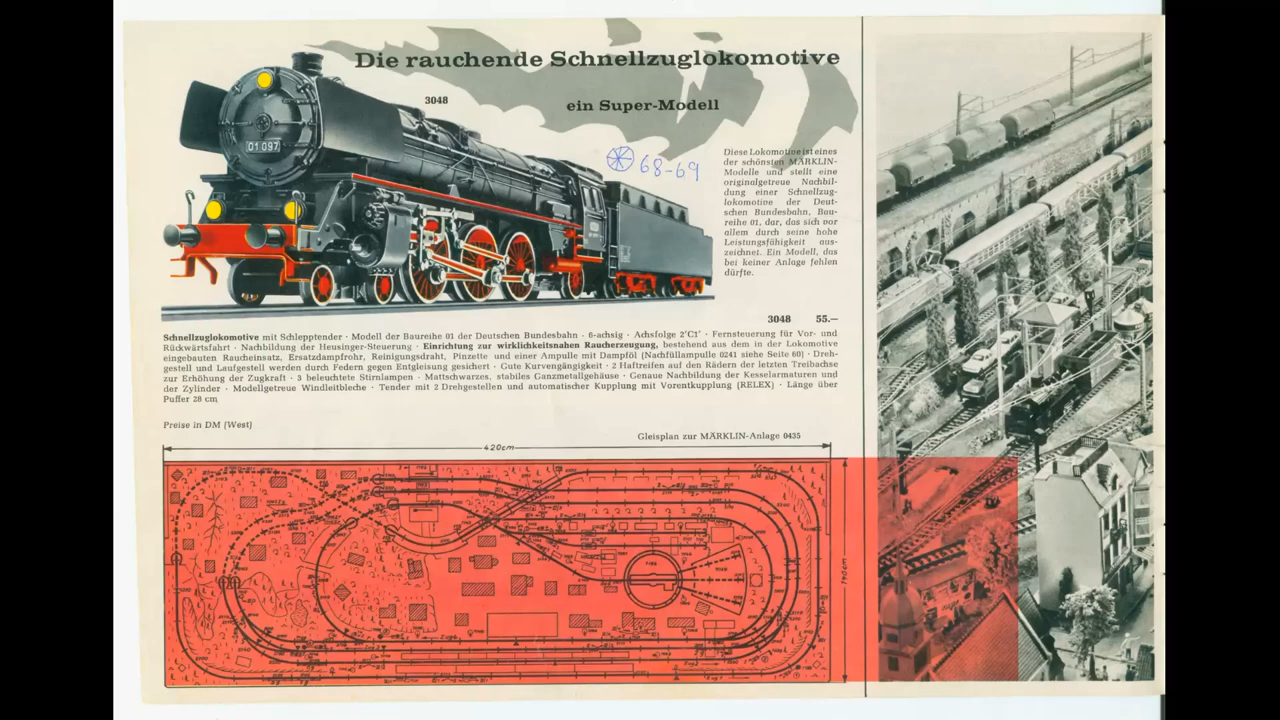 Die rauchende Schnellzuglokomotive
3048
ein Super-Modell
01 097
68-69
Diese Lokomotive ist eines
der schönsten MÄRKLIN-
Modelle und stellt eine
originalgetreue Nachbil-
dung einer Schnellzug-
lokomotive der Deut-
schen Bundesbahn, Bau-
reihe 01, dar, das sich vor
allem durch seine hohe
Leistungsfähigkeit aus-
zeichnet. Ein Modell, das
bei keiner Anlage fehlen
dürfte.
3048 55.—
Schnellzuglokomotive mit Schlepptender · Modell der Baureihe 01 der Deutschen Bundesbahn · 6-achsig · Achsfolge 2'C1' · Fernsteuerung für Vor- und
Rückwärtsfahrt · Nachbildung der Heusinger-Steuerung · Einrichtung zur wirklichkeitsnahen Raucherzeugung, bestehend aus dem in der Lokomotive
eingebauten Raucheinsatz, Ersatzdampfrohr, Reinigungsdraht, Pinzette und einer Ampulle mit Dampföl (Nachfüllampulle 0241 siehe Seite 60) · Dreh-
gestell und Laufgestell werden durch Federn gegen Entgleisung gesichert · Gute Kurvengängigkeit · 2 Haftreifen auf den Rädern der letzten Treibachse
zur Erhöhung der Zugkraft · 3 beleuchtete Stirnlampen · Mattschwarzes, stabiles Ganzmetallgehäuse · Genaue Nachbildung der Kesselarmaturen und
der Zylinder · Modellgetreue Windleitbleche · Tender mit 2 Drehgestellen und automatischer Kupplung mit Vorentkupplung (RELEX) · Länge über
Puffer 28 cm
Preise in DM (West)
Gleisplan zur MÄRKLIN-Anlage 0435
420cm
190cm